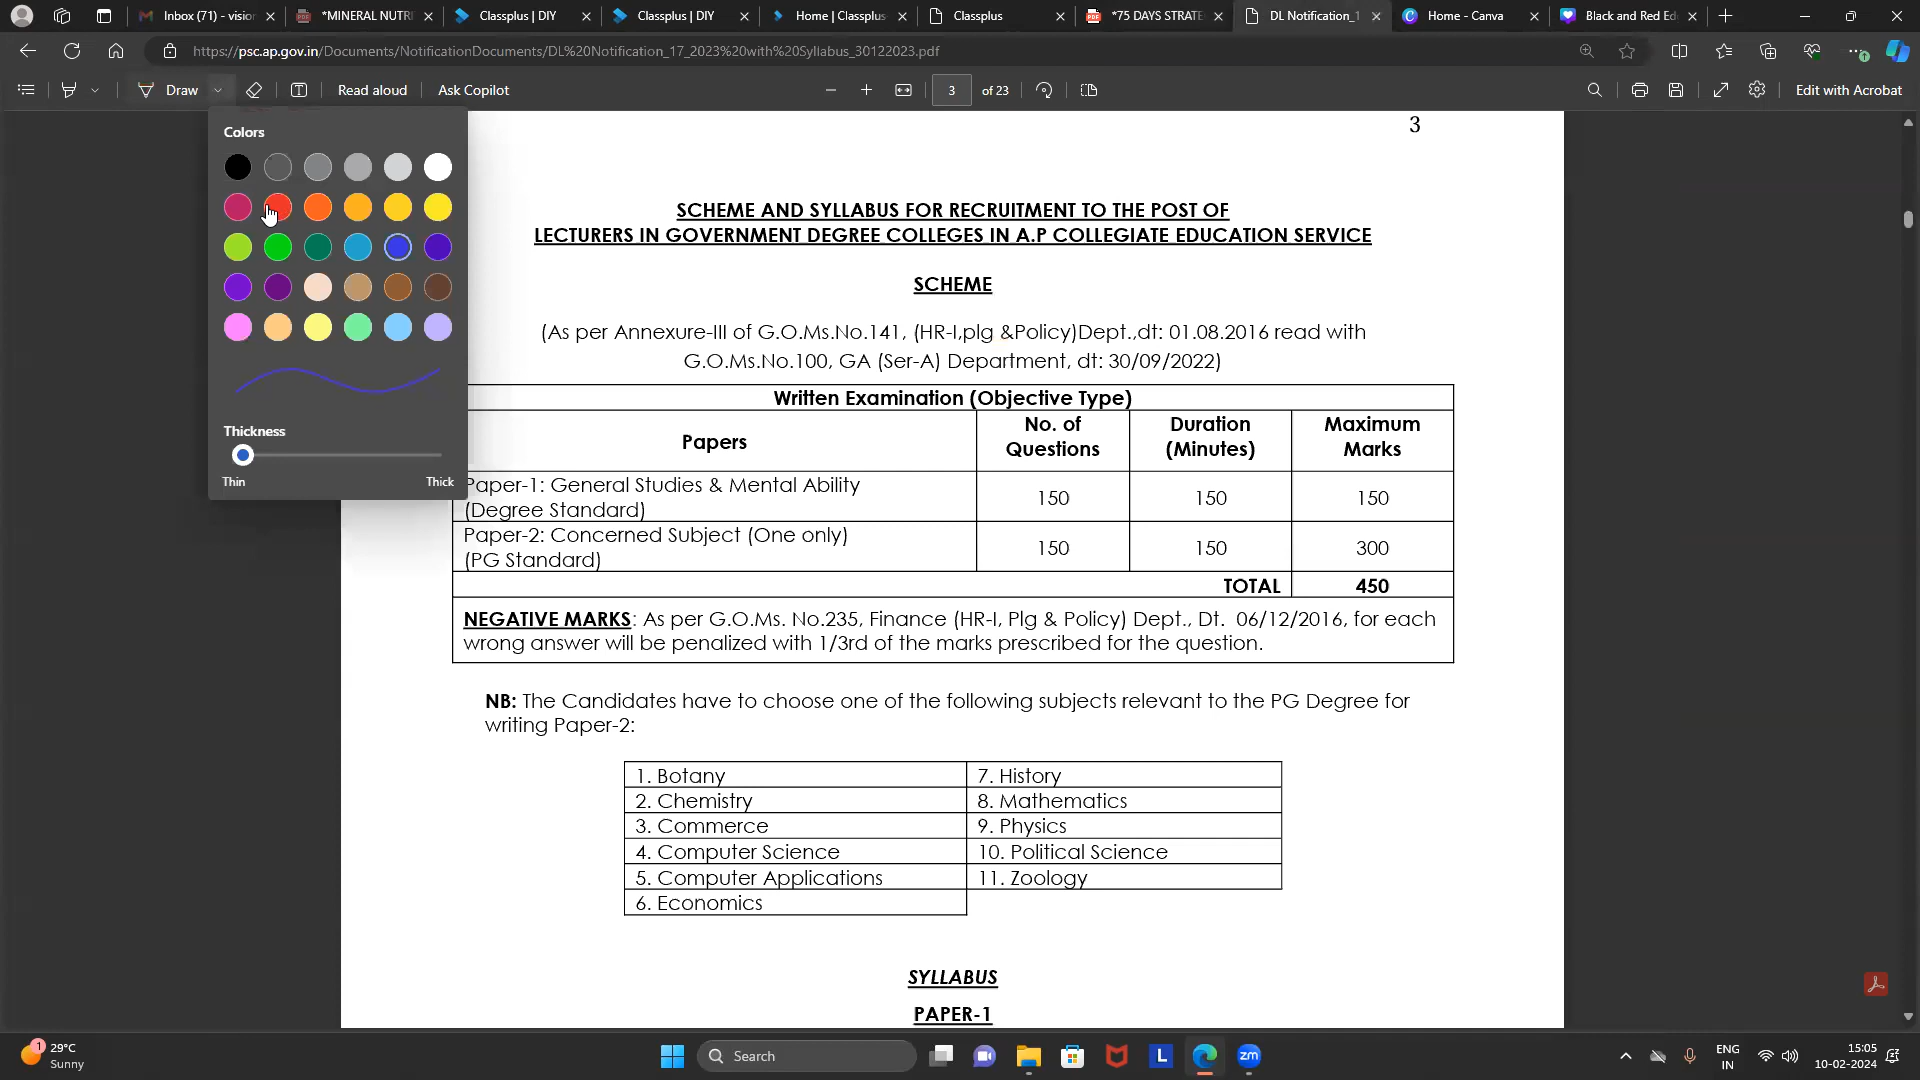 Inbox (71) - vision
*MINERAL NUTRI
Classplus | DIY
Classplus | DIY
Home | Classplus
Classplus
*75 DAYS STRATE
DL Notification_1
Home - Canva
Black and Red Ed
https://psc.ap.gov.in/Documents/NotificationDocuments/DL%20Notification_17_2023%20with%20Syllabus_30122023.pdf
Draw
Read aloud
Ask Copilot
3 of 23
Edit with Acrobat
Colors
Thickness
Thin Thick
3
SCHEME AND SYLLABUS FOR RECRUITMENT TO THE POST OF
LECTURERS IN GOVERNMENT DEGREE COLLEGES IN A.P COLLEGIATE EDUCATION SERVICE
SCHEME
(As per Annexure-III of G.O.Ms.No.141, (HR-I,plg &Policy)Dept.,dt: 01.08.2016 read with
G.O.Ms.No.100, GA (Ser-A) Department, dt: 30/09/2022)
Written Examination (Objective Type)
Papers
No. of
Questions
Duration
(Minutes)
Maximum
Marks
Paper-1: General Studies & Mental Ability
(Degree Standard)
150 150 150
Paper-2: Concerned Subject (One only)
(PG Standard)
150 150 300
TOTAL 450
NEGATIVE MARKS: As per G.O.Ms. No.235, Finance (HR-I, Plg & Policy) Dept., Dt. 06/12/2016, for each
wrong answer will be penalized with 1/3rd of the marks prescribed for the question.
NB: The Candidates have to choose one of the following subjects relevant to the PG Degree for
writing Paper-2:
1. Botany 7. History
2. Chemistry 8. Mathematics
3. Commerce 9. Physics
4. Computer Science 10. Political Science
5. Computer Applications 11. Zoology
6. Economics
SYLLABUS
PAPER-1
1
29°C
Sunny
Search
L
zm
ENG
IN
15:05
10-02-2024